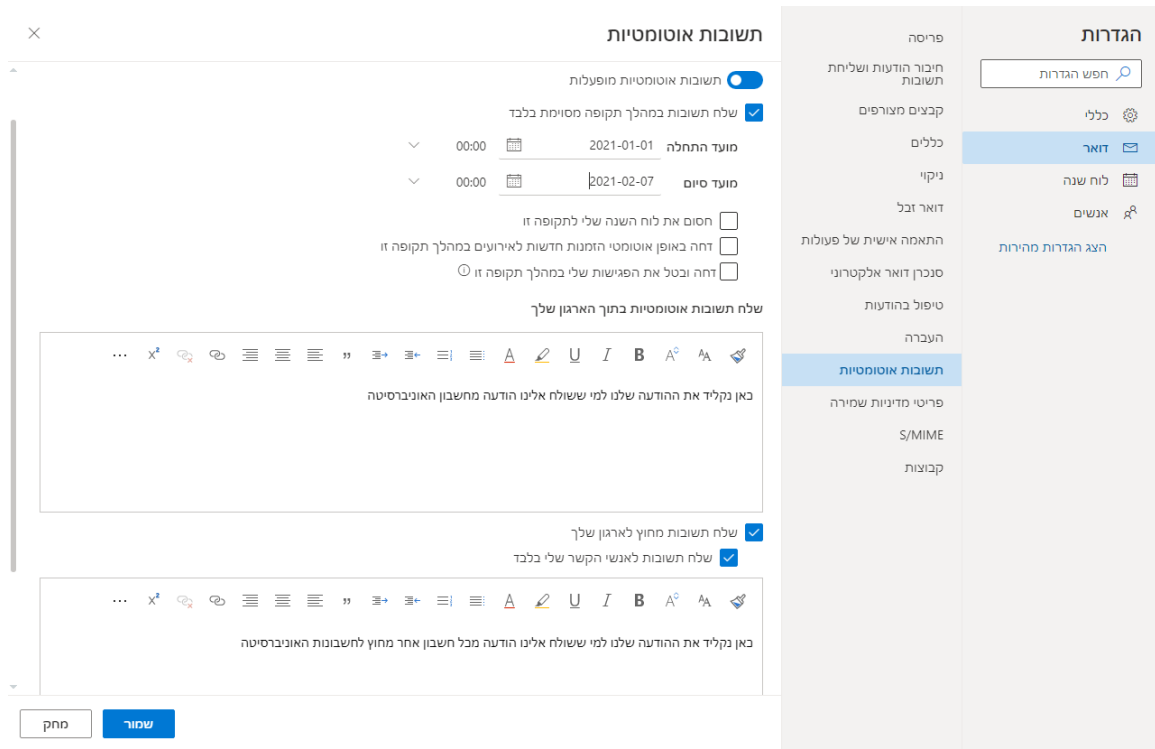 הגדרות
חפש הגדרות
כללי
דואר
לוח שנה
אנשים
הצג הגדרות מהירות
פריסה
חיבור הודעות ושליחת
תשובות
קבצים מצורפים
כללים
ניקוי
דואר זבל
התאמה אישית של פעולות
סנכרן דואר אלקטרוני
טיפול בהודעות
העברה
תשובות אוטומטיות
פריטי מדיניות שמירה
S/MIME
קבוצות
תשובות אוטומטיות
תשובות אוטומטיות מופעלות
שלח תשובות במהלך תקופה מסוימת בלבד
מועד התחלה 2021-01-01 00:00
מועד סיום 2021-02-07 00:00
חסום את לוח השנה שלי לתקופה זו
דחה באופן אוטומטי הזמנות חדשות לאירועים במהלך תקופה זו
דחה ובטל את הפגישות שלי במהלך תקופה זו
שלח תשובות אוטומטיות בתוך הארגון שלך
כאן נקליד את ההודעה שלנו למי ששולח אלינו הודעה מחשבון האוניברסיטה
שלח תשובות מחוץ לארגון שלך
שלח תשובות לאנשי הקשר שלי בלבד
כאן נקליד את ההודעה שלנו למי ששולח אלינו הודעה מכל חשבון אחר מחוץ לחשבונות האוניברסיטה
שמור
מחק